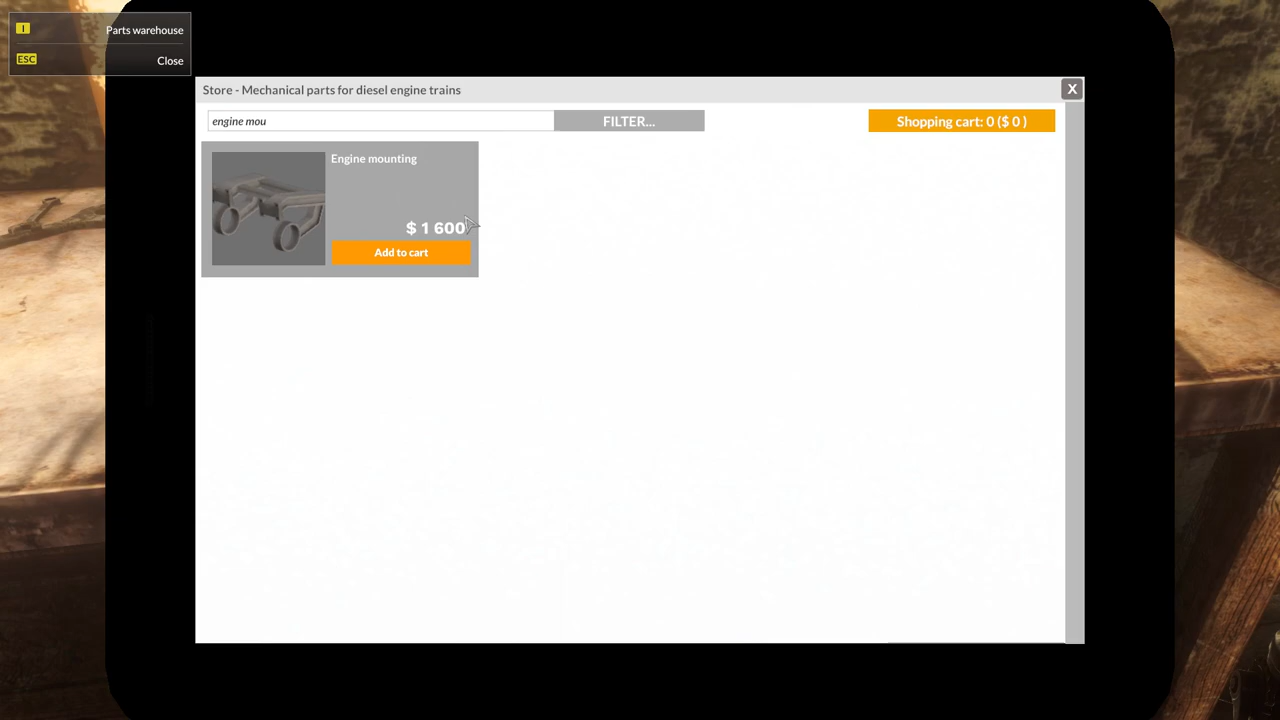 I Parts warehouse
ESC Close
Store - Mechanical parts for diesel engine trains
X
engine mou
FILTER...
Shopping cart: 0 ($ 0 )
Engine mounting
$ 1 600
Add to cart